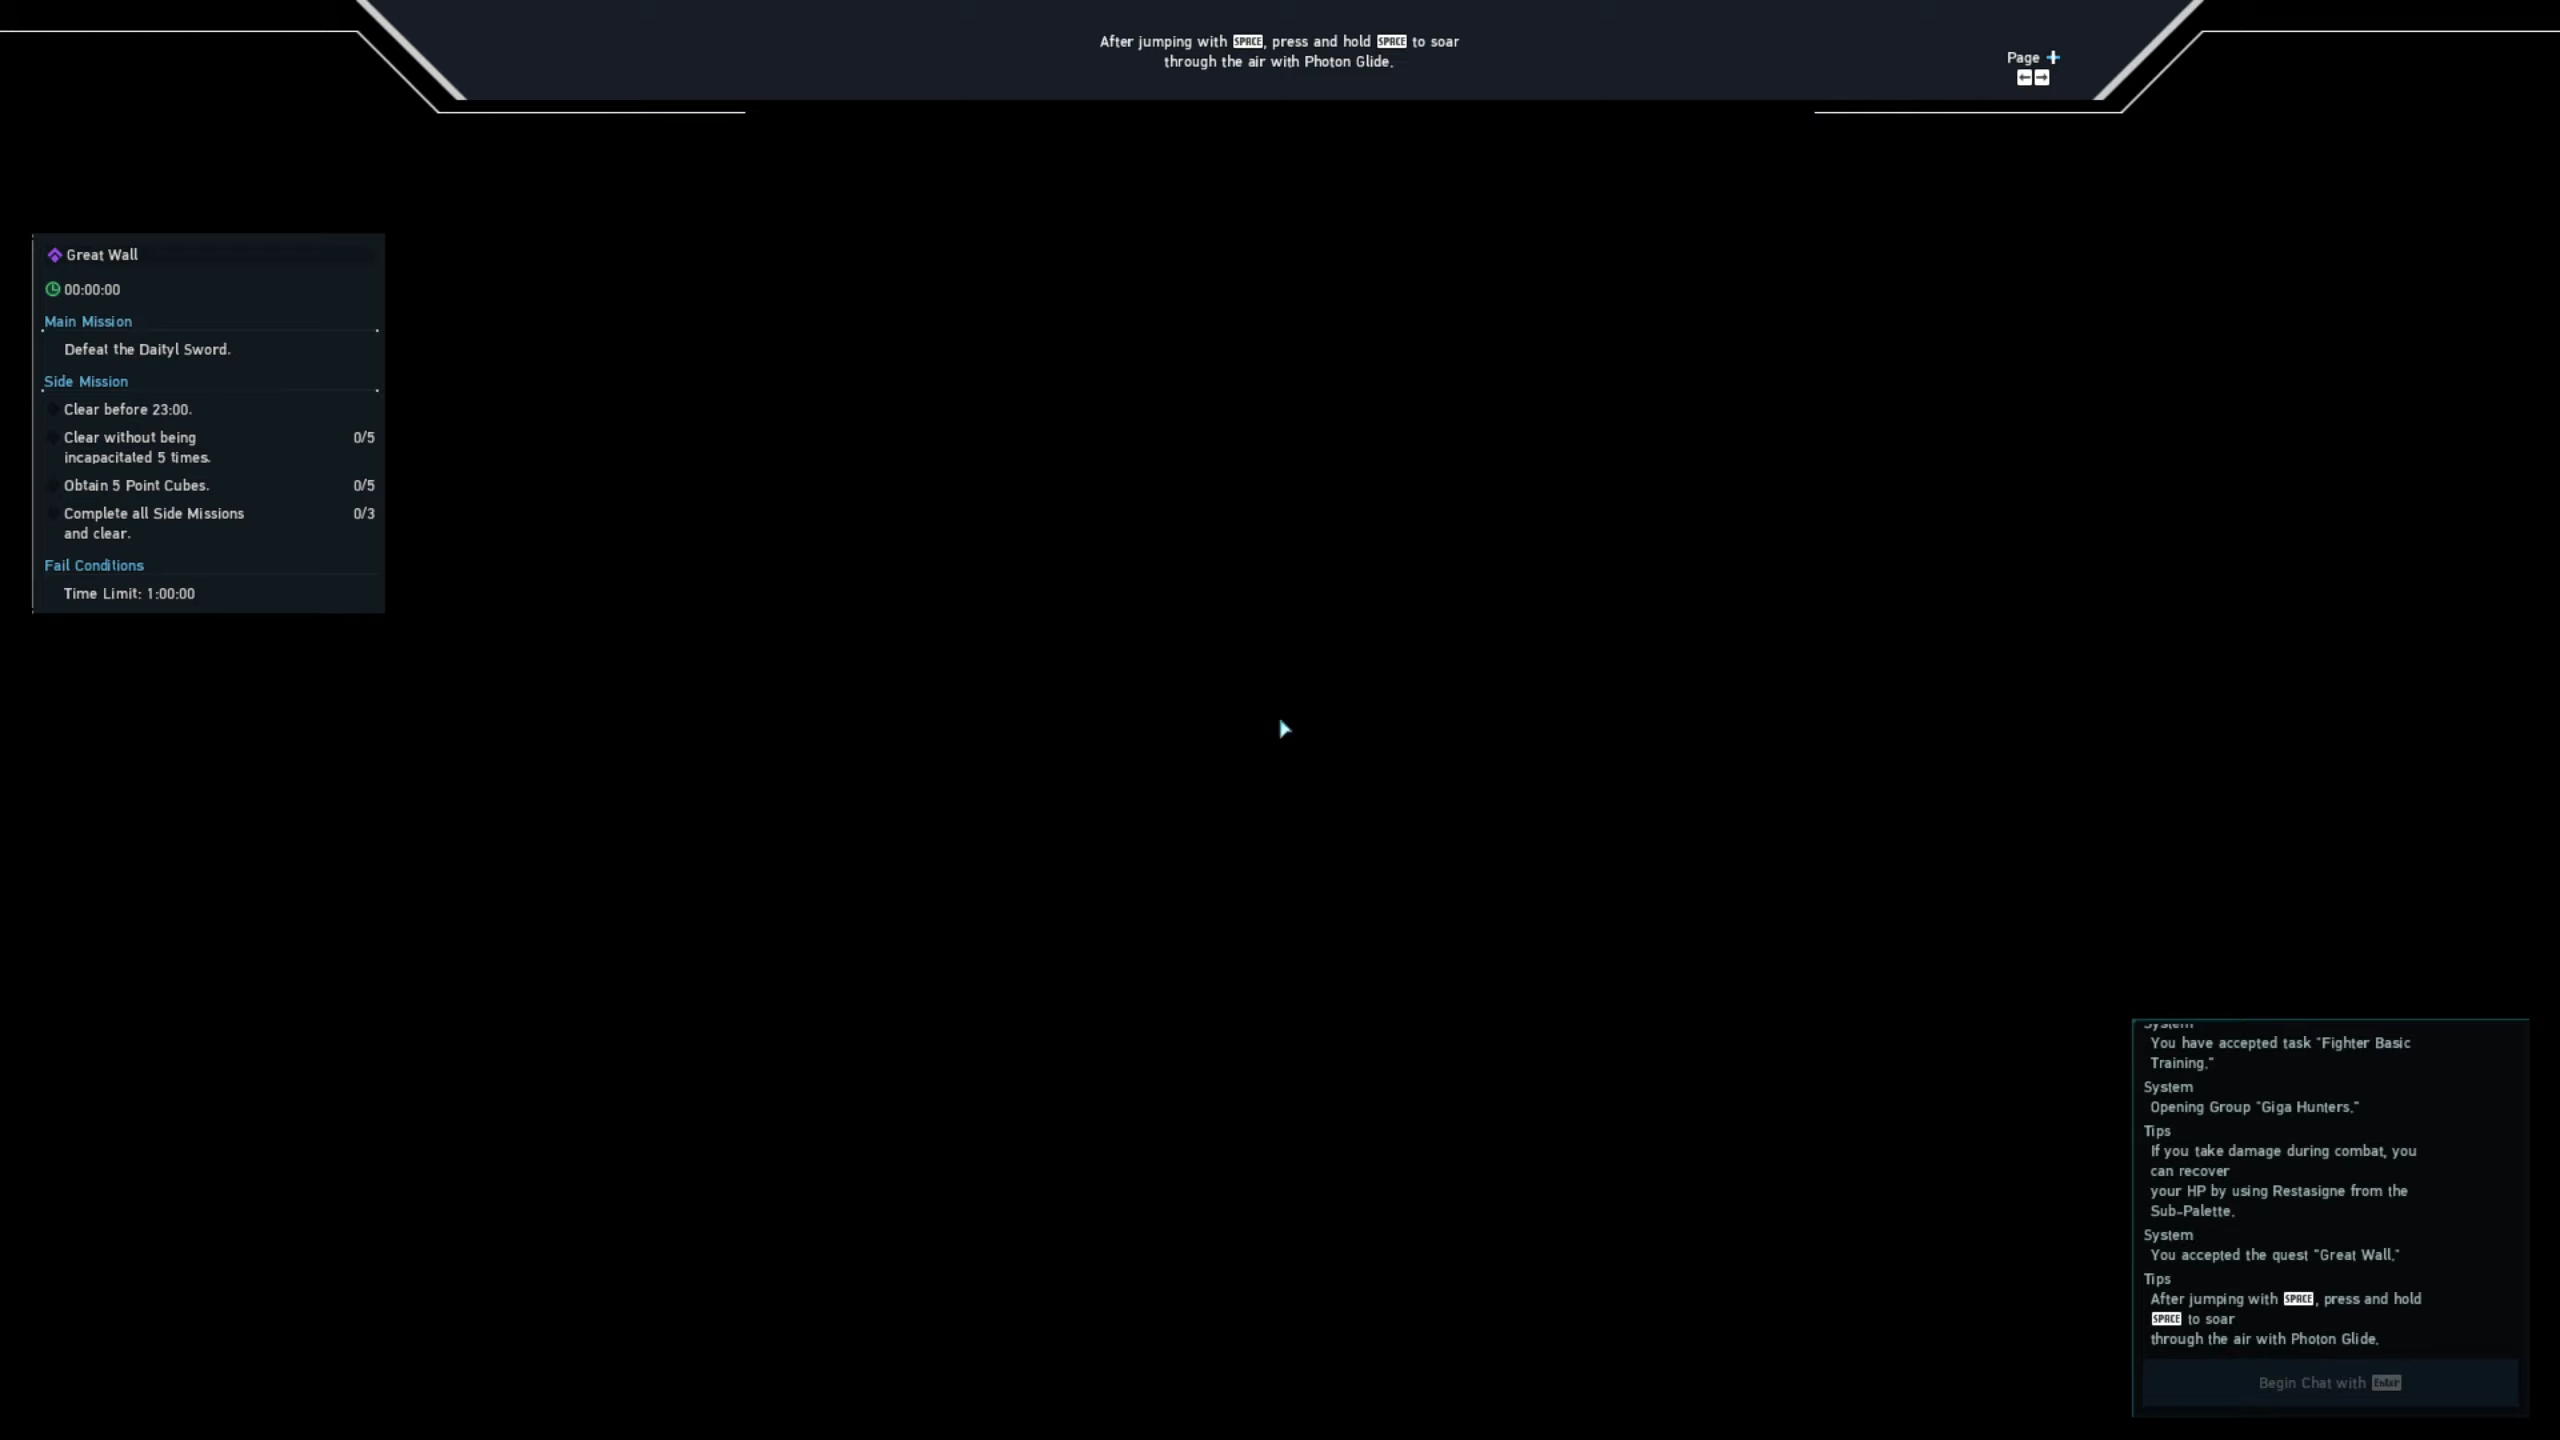 After jumping with SPACE, press and hold SPACE to soar
through the air with Photon Glide.
Page
Great Wall
00:00:00
Main Mission
Defeat the Daityl Sword.
Side Mission
Clear before 23:00.
Clear without being 0/5
incapacitated 5 times.
Obtain 5 Point Cubes. 0/5
Complete all Side Missions 0/3
and clear.
Fail Conditions
Time Limit: 1:00:00
System
You have accepted task "Fighter Basic
Training."
System
Opening Group "Giga Hunters."
Tips
If you take damage during combat, you
can recover
your HP by using Restasigne from the
Sub-Palette.
System
You accepted the quest "Great Wall."
Tips
After jumping with SPACE, press and hold
SPACE to soar
through the air with Photon Glide.
Begin Chat with Enter